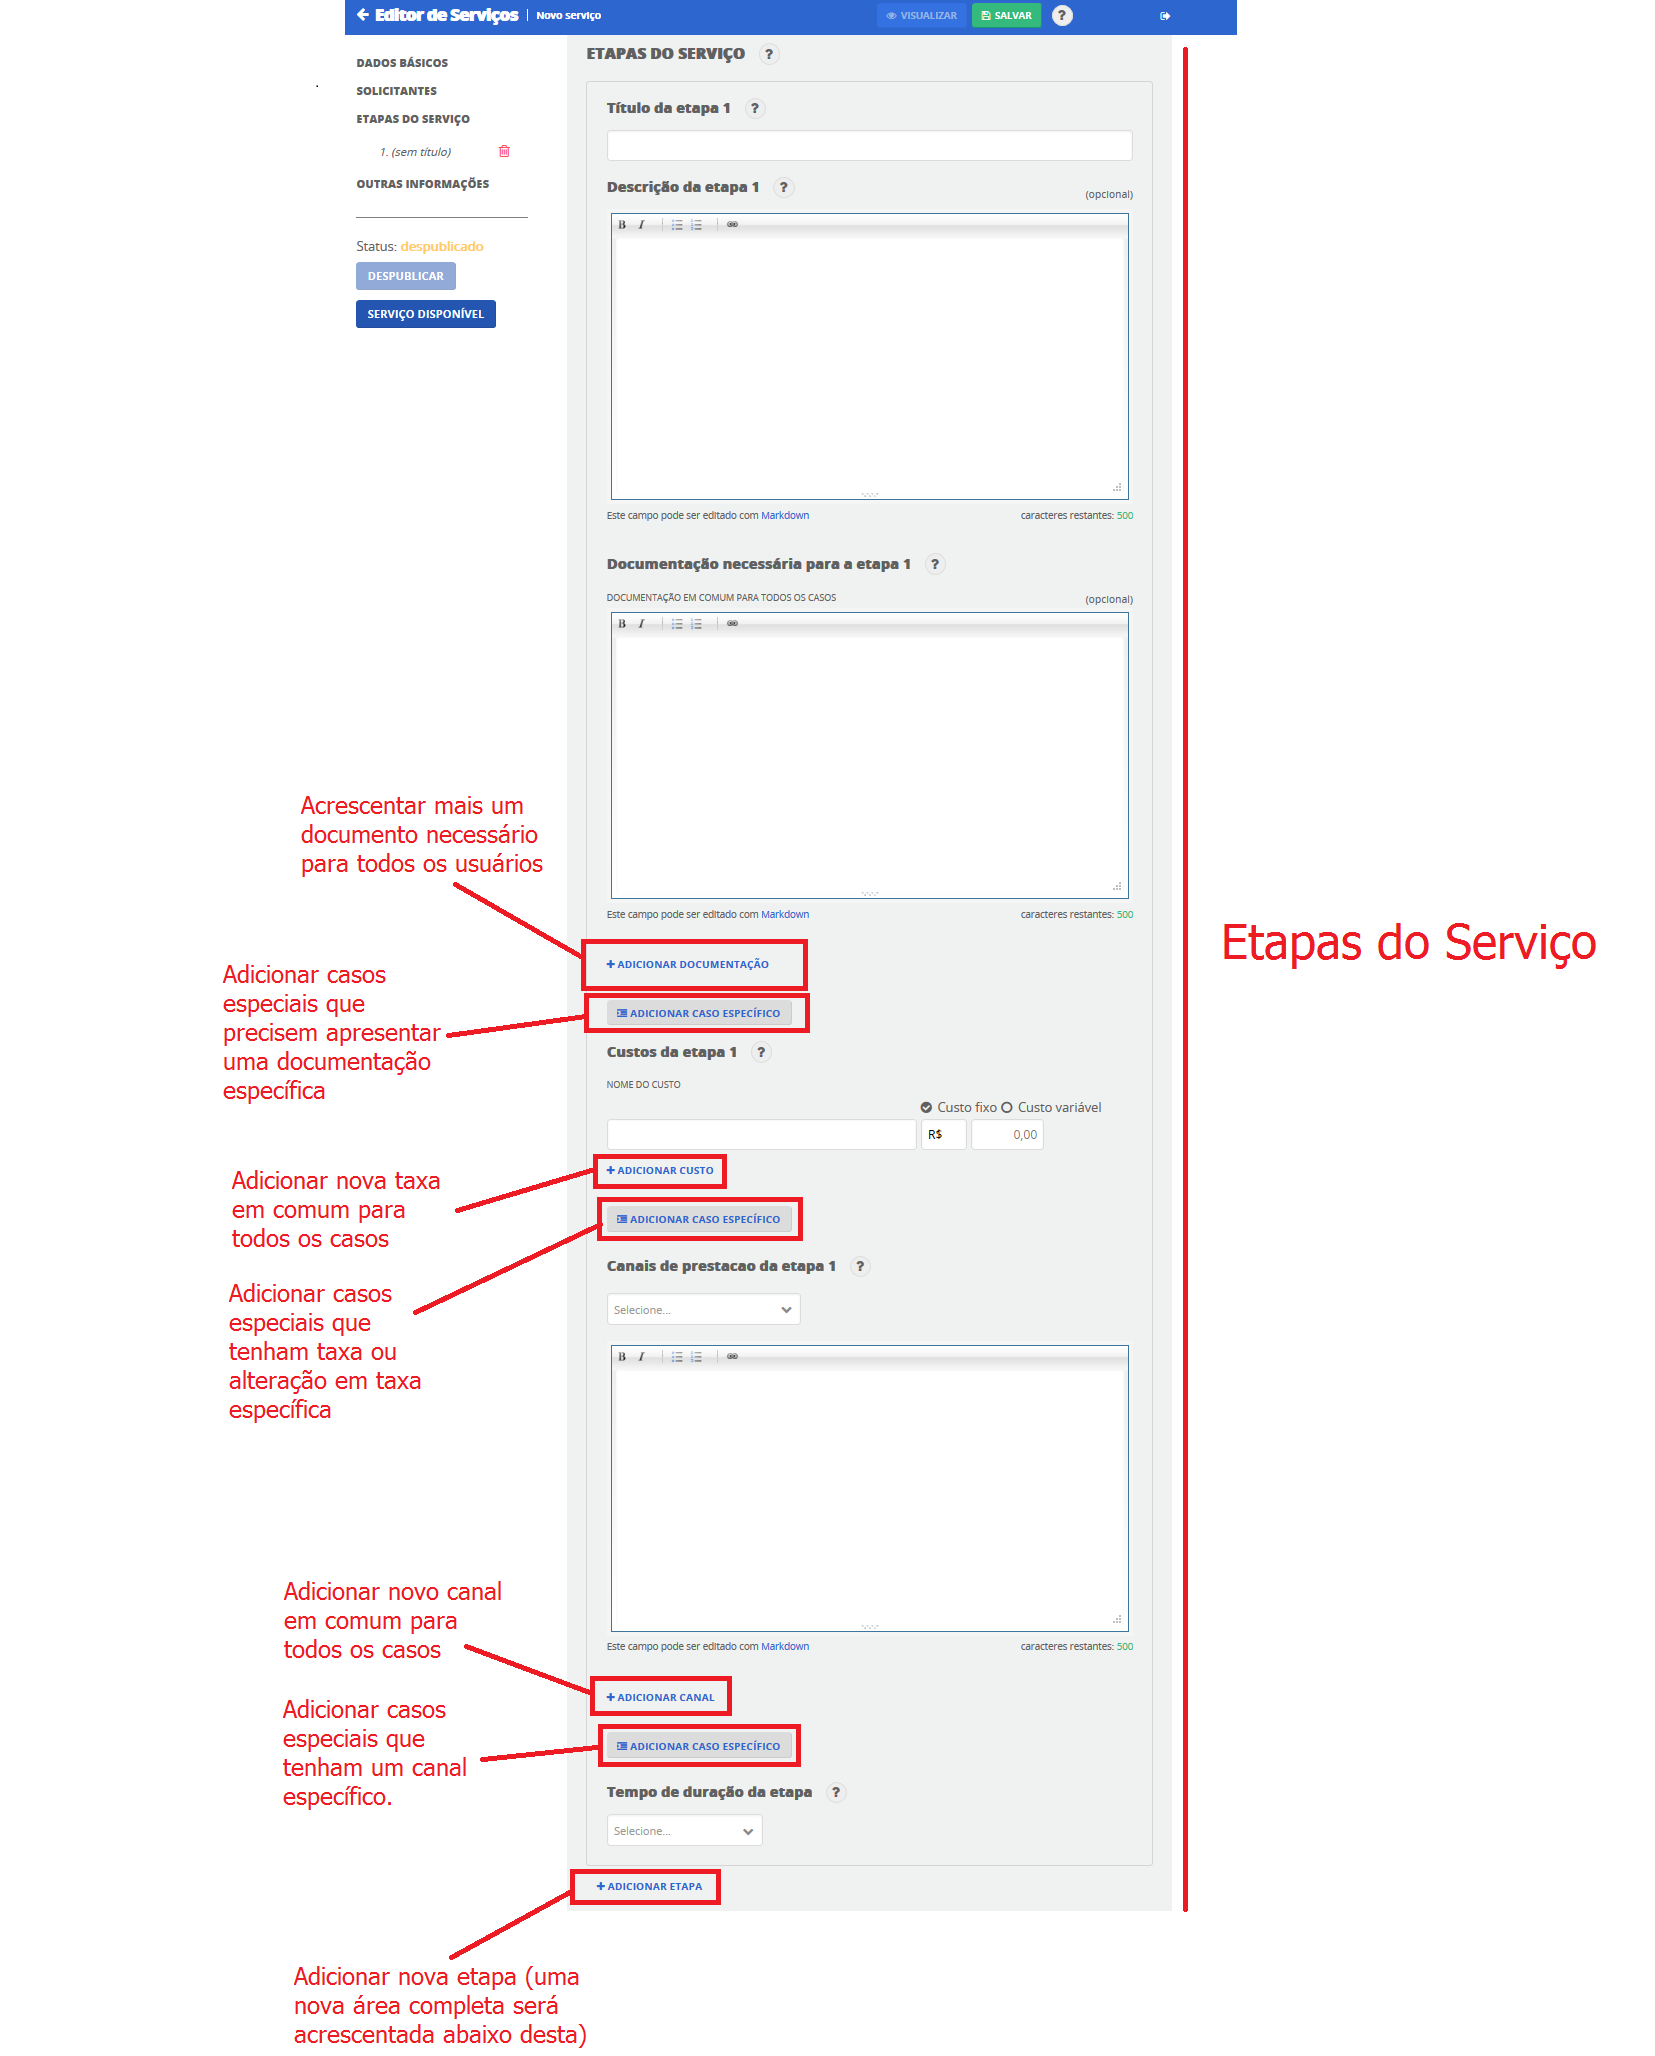 Editor de Serviços | Novo serviço
VISUALIZAR
SALVAR
?
DADOS BÁSICOS
SOLICITANTES
ETAPAS DO SERVIÇO
1. (sem título)
OUTRAS INFORMAÇÕES
Status: despublicado
DESPUBLICAR
SERVIÇO DISPONÍVEL
ETAPAS DO SERVIÇO ?
Título da etapa 1 ?
Descrição da etapa 1 ?
(opcional)
B I
Este campo pode ser editado com Markdown
caracteres restantes: 500
Documentação necessária para a etapa 1 ?
DOCUMENTAÇÃO EM COMUM PARA TODOS OS CASOS
(opcional)
B I
Este campo pode ser editado com Markdown
caracteres restantes: 500
Acrescentar mais um
documento necessário
para todos os usuários
+ ADICIONAR DOCUMENTAÇÃO
Adicionar casos
especiais que
precisem apresentar
uma documentação
específica
ADICIONAR CASO ESPECÍFICO
Custos da etapa 1 ?
NOME DO CUSTO
Custo fixo
Custo variável
R$
0,00
Adicionar nova taxa
em comum para
todos os casos
+ ADICIONAR CUSTO
Adicionar casos
especiais que
tenham taxa ou
alteração em taxa
específica
ADICIONAR CASO ESPECÍFICO
Canais de prestacao da etapa 1 ?
Selecione...
B I
Este campo pode ser editado com Markdown
caracteres restantes: 500
Adicionar novo canal
em comum para
todos os casos
+ ADICIONAR CANAL
Adicionar casos
especiais que
tenham um canal
específico.
ADICIONAR CASO ESPECÍFICO
Tempo de duração da etapa ?
Selecione...
+ ADICIONAR ETAPA
Adicionar nova etapa (uma
nova área completa será
acrescentada abaixo desta)
Etapas do Serviço